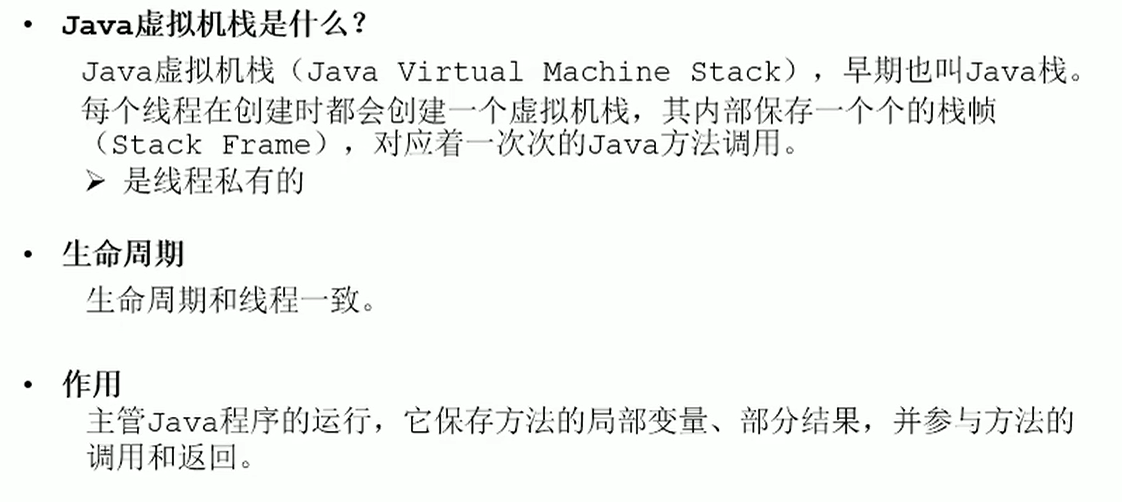 • Java虚拟机栈是什么？
Java虚拟机栈（Java Virtual Machine Stack），早期也叫Java栈。
每个线程在创建时都会创建一个虚拟机栈，其内部保存一个个的栈帧
（Stack Frame），对应着一次次的Java方法调用。
➢ 是线程私有的
• 生命周期
生命周期和线程一致。
• 作用
主管Java程序的运行，它保存方法的局部变量、部分结果，并参与方法的
调用和返回。